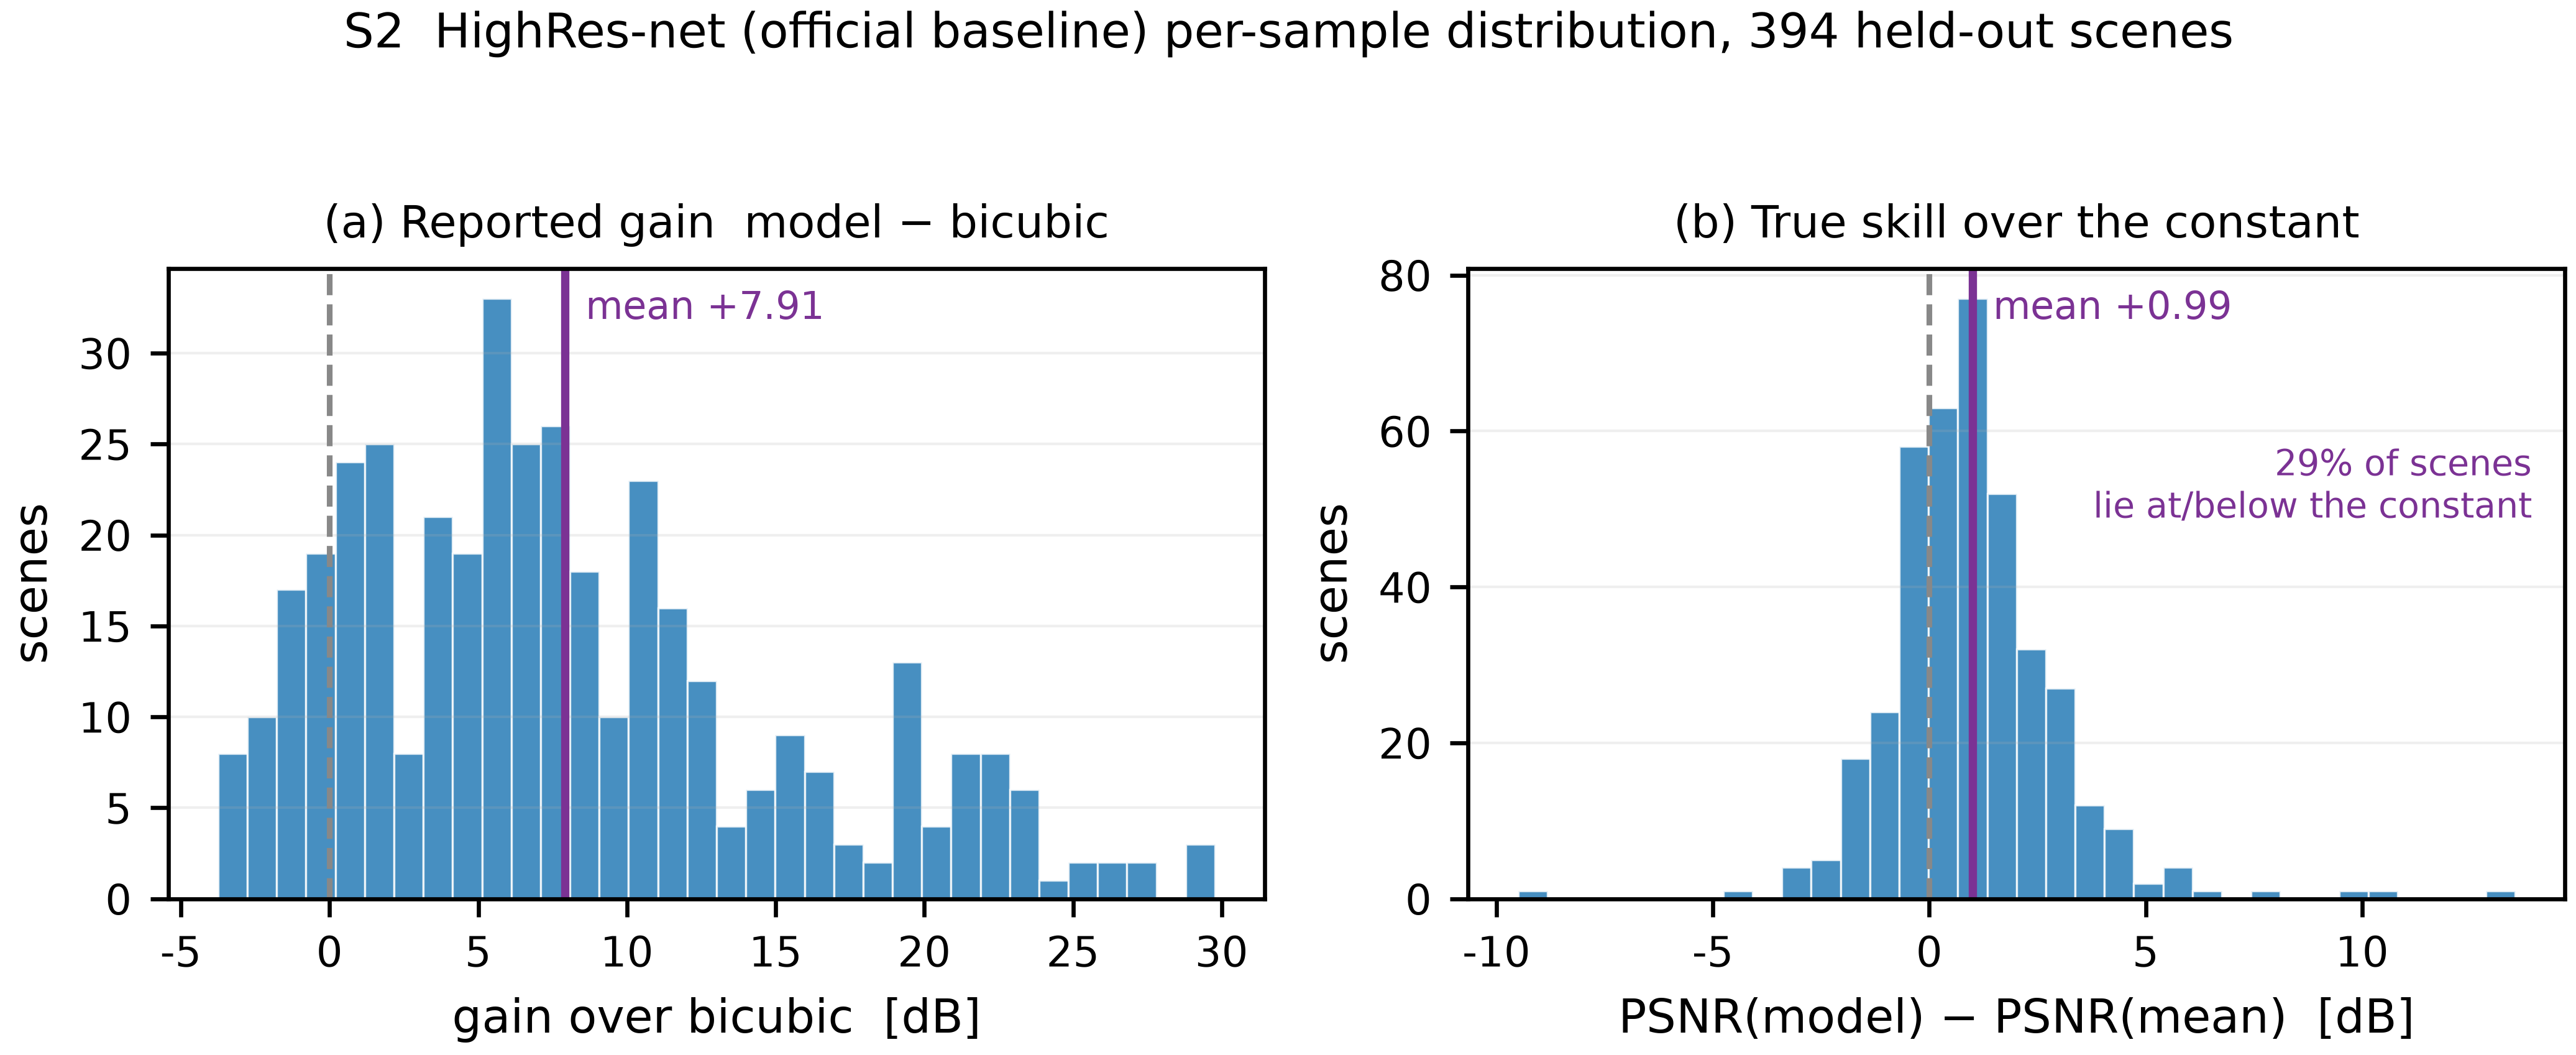 S2  HighRes-net (official baseline) per-sample distribution, 394 held-out scenes
(a) Reported gain  model − bicubic
mean +7.91
30
25
20
15
10
5
0
scenes
-5 0 5 10 15 20 25 30
gain over bicubic  [dB]
(b) True skill over the constant
mean +0.99
29% of scenes
lie at/below the constant
80
60
40
20
0
scenes
-10 -5 0 5 10
PSNR(model) − PSNR(mean)  [dB]